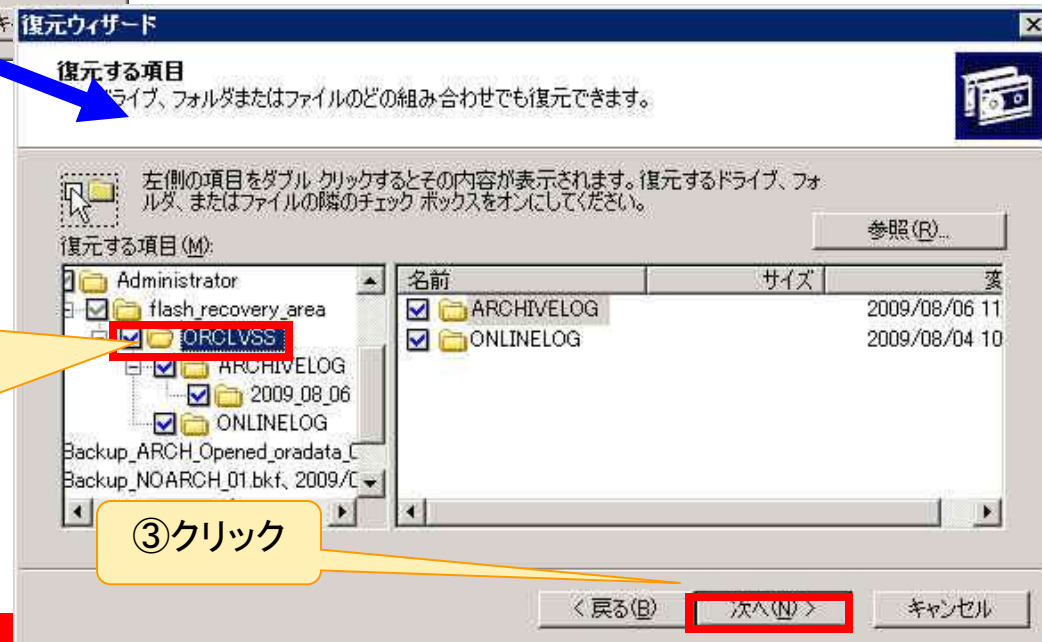 復元ウィザード
復元する項目
ライブ、フォルダまたはファイルのどの組み合わせでも復元できます。
左側の項目をダブル クリックするとその内容が表示されます。復元するドライブ、フォ
ルダ、またはファイルの隣のチェック ボックスをオンにしてください。
参照(R)...
復元する項目(M):
Administrator
flash_recovery_area
ORCLVSS
ARCHIVELOG
2009_08_06
ONLINELOG
Backup_ARCH_Opened_oradata_
Backup_NOARCH_01.bkf、2009/
名前 サイズ 変
ARCHIVELOG 2009/08/06 11
ONLINELOG 2009/08/04 10
③クリック
< 戻る(B) 次へ(N) > キャンセル